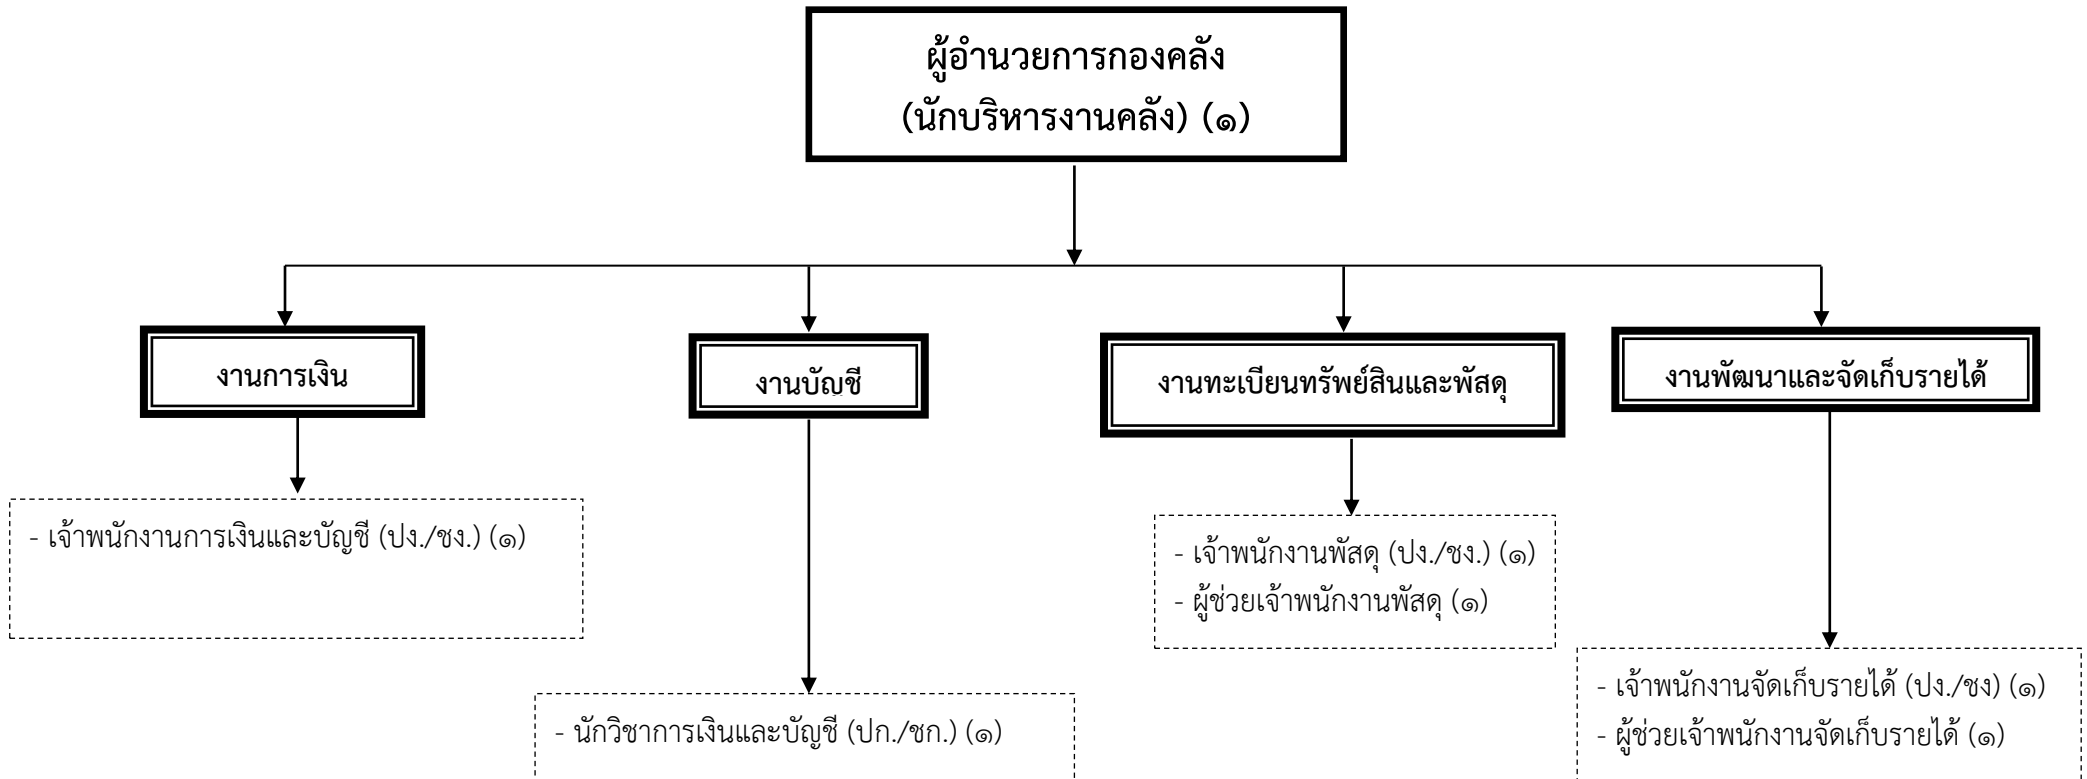 ผู้อำนวยการกองคลัง
(นักบริหารงานคลัง) (๑)
งานการเงิน
งานบัญชี
งานทะเบียนทรัพย์สินและพัสดุ
งานพัฒนาและจัดเก็บรายได้
- เจ้าพนักงานการเงินและบัญชี (ปง./ชง.) (๑)
- นักวิชาการเงินและบัญชี (ปก./ชก.) (๑)
- เจ้าพนักงานพัสดุ (ปง./ชง.) (๑)
- ผู้ช่วยเจ้าพนักงานพัสดุ (๑)
- เจ้าพนักงานจัดเก็บรายได้ (ปง./ชง) (๑)
- ผู้ช่วยเจ้าพนักงานจัดเก็บรายได้ (๑)